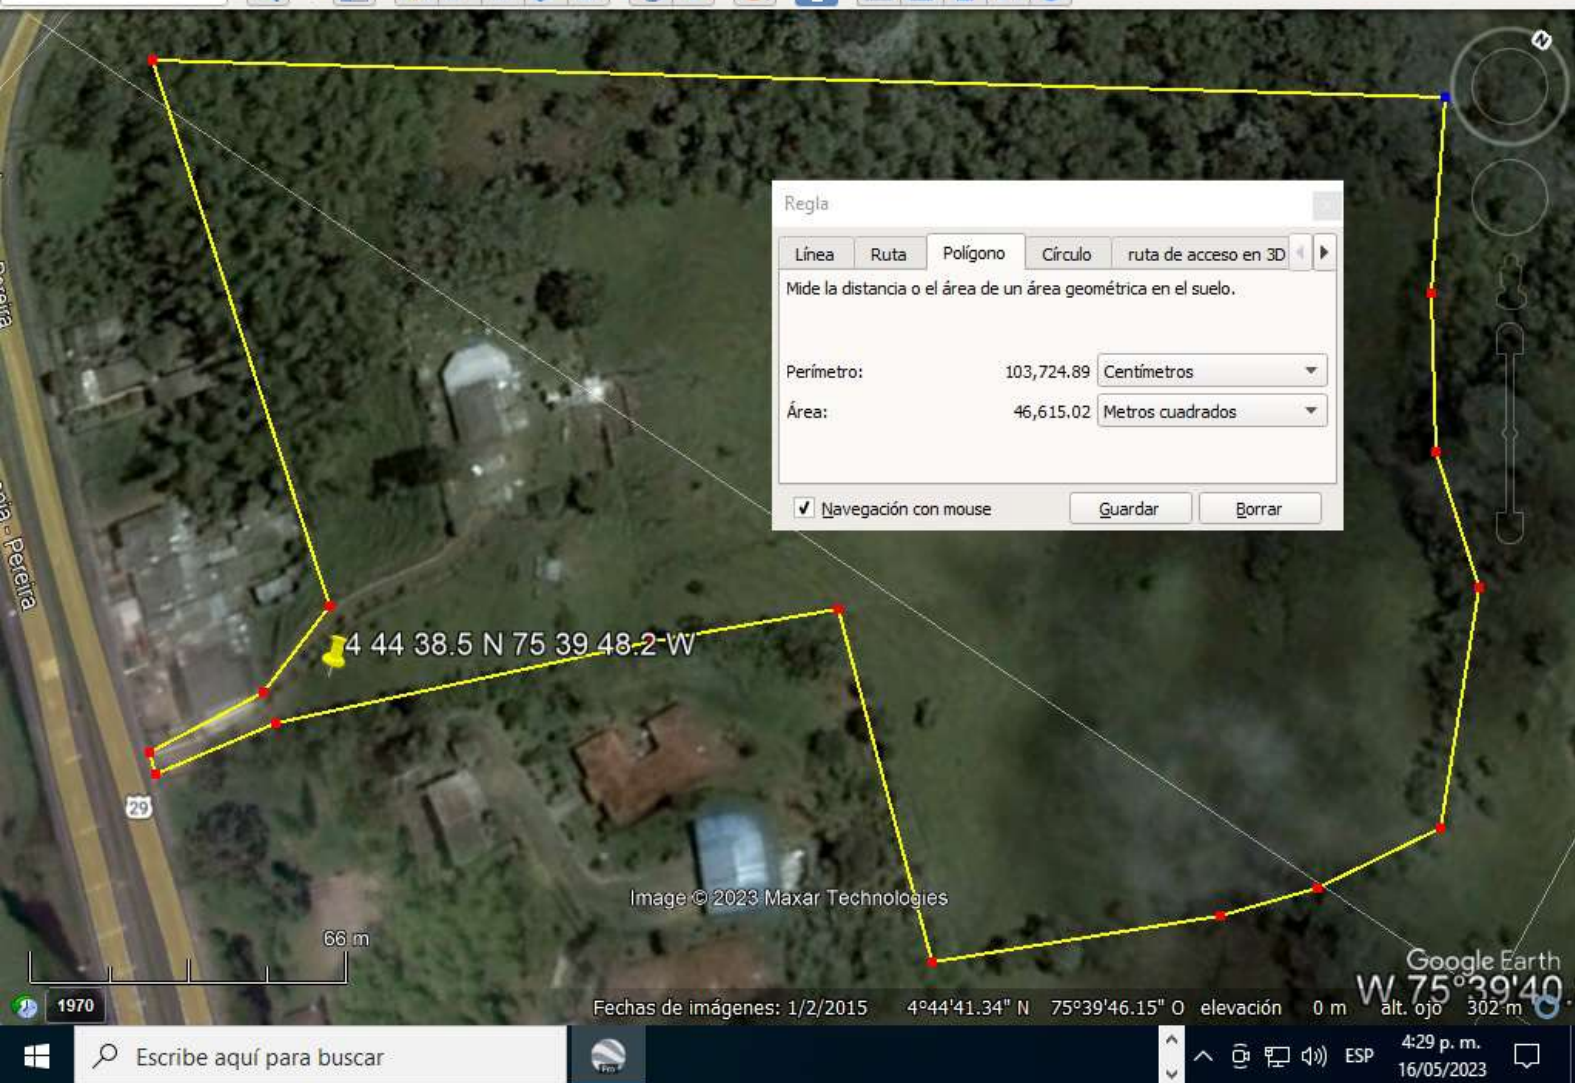 N
Regla
Línea Ruta Polígono Círculo ruta de acceso en 3D
Mide la distancia o el área de un área geométrica en el suelo.
Perímetro: 103,724.89 Centímetros
Área: 46,615.02 Metros cuadrados
Navegación con mouse Guardar Borrar
Pereira
- Pereira
4 44 38.5 N 75 39 48.2 W
29
Image © 2023 Maxar Technologies
66 m
Google Earth
W 75°39'40.
1970
Fechas de imágenes: 1/2/2015 4°44'41.34" N 75°39'46.15" O elevación 0 m alt. ojo 302 m
Escribe aquí para buscar
Pro
ESP
4:29 p. m.
16/05/2023